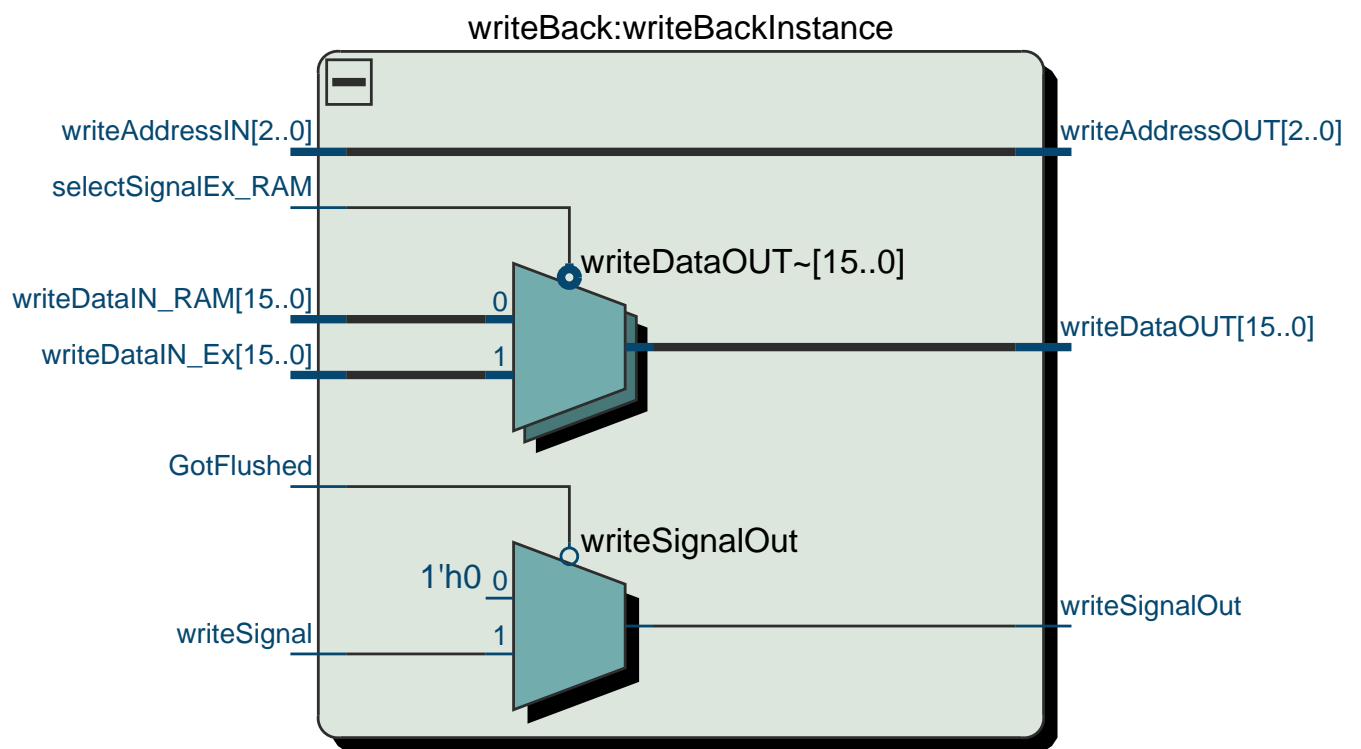 writeBack:writeBackInstance
writeAddressIN[2..0]
writeAddressOUT[2..0]
selectSignalEx_RAM
writeDataOUT~[15..0]
writeDataIN_RAM[15..0]
0
writeDataOUT[15..0]
writeDataIN_Ex[15..0]
1
GotFlushed
writeSignalOut
1'h0
0
writeSignalOut
writeSignal
1